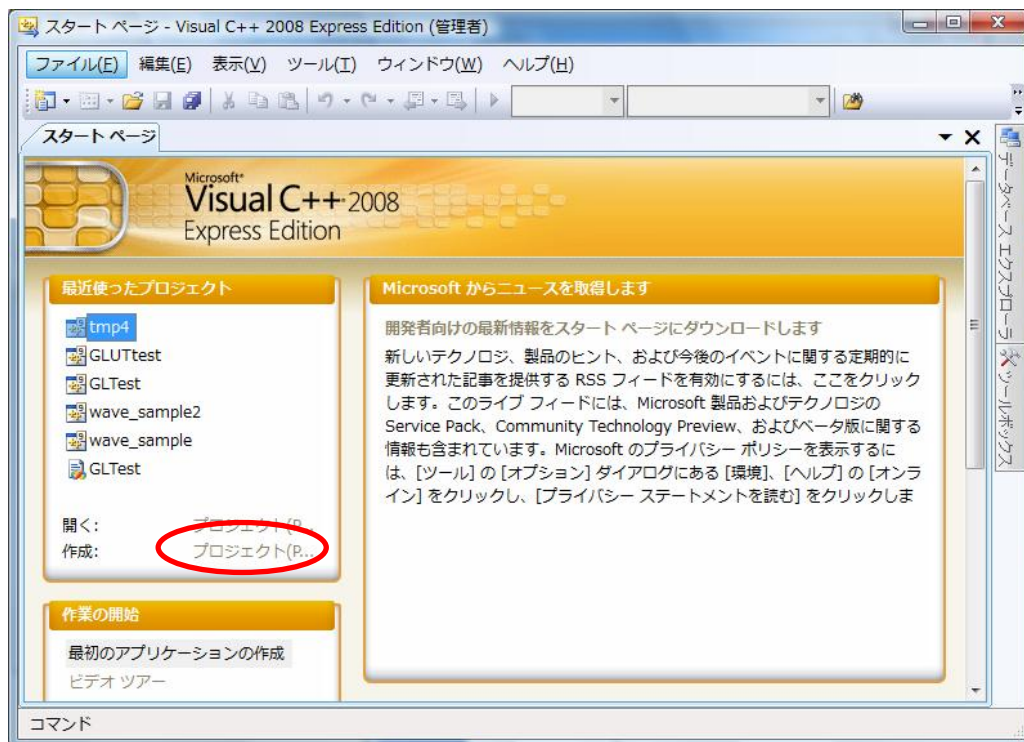 スタート ページ - Visual C++ 2008 Express Edition (管理者)
ファイル(F) 編集(E) 表示(V) ツール(T) ウィンドウ(W) ヘルプ(H)
スタート ページ
Microsoft
Visual C++ 2008
Express Edition
最近使ったプロジェクト
tmp4
GLUTtest
GLTest
wave_sample2
wave_sample
GLTest
開く: プロジェクト(P...
作成: プロジェクト(P...
作業の開始
最初のアプリケーションの作成
ビデオ ツアー
Microsoft からニュースを取得します
開発者向けの最新情報をスタート ページにダウンロードします
新しいテクノロジ、製品のヒント、および今後のイベントに関する定期的に
更新された記事を提供する RSS フィードを有効にするには、ここをクリック
します。このライブ フィードには、Microsoft 製品およびテクノロジの
Service Pack、Community Technology Preview、およびベータ版に関する
情報も含まれています。Microsoft のプライバシー ポリシーを表示するに
は、[ツール] の [オプション] ダイアログにある [環境]、[ヘルプ] の [オンラ
イン] をクリックし、[プライバシー ステートメントを読む] をクリックしま
データベース エクスプローラ
ツールボックス
コマンド